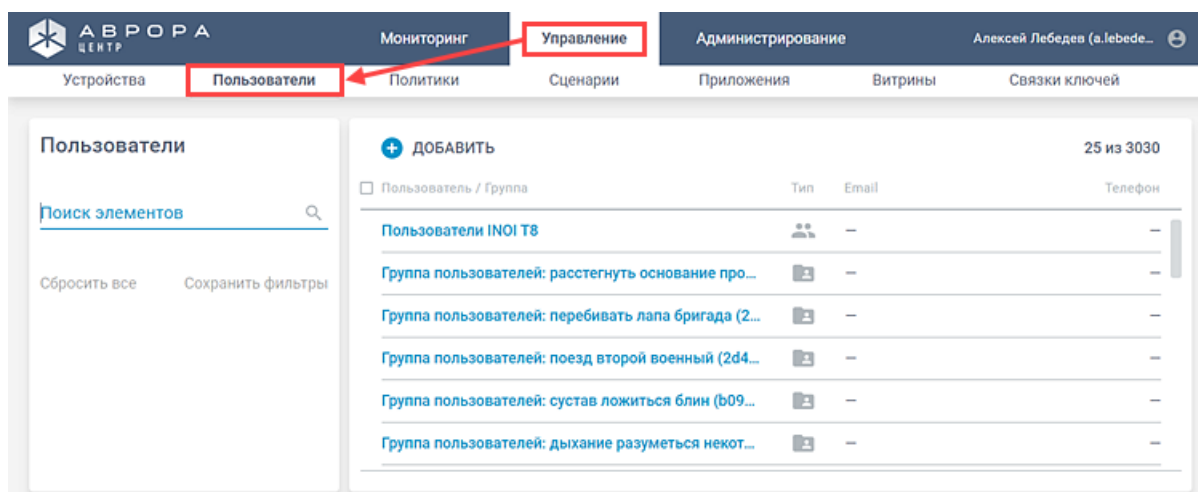 АВРОРА
ЦЕНТР
Мониторинг Управление Администрирование Алексей Лебедев (a.lebede...
Устройства Пользователи Политики Сценарии Приложения Витрины Связки ключей
Пользователи
Поиск элементов
Сбросить все Сохранить фильтры
ДОБАВИТЬ 25 из 3030
Пользователь / Группа Тип Email Телефон
Пользователи INOI T8 — —
Группа пользователей: расстегнуть основание про... — —
Группа пользователей: перебивать лапа бригада (2... — —
Группа пользователей: поезд второй военный (2d4... — —
Группа пользователей: сустав ложиться блин (b09... — —
Группа пользователей: дыхание разуметься некот... — —